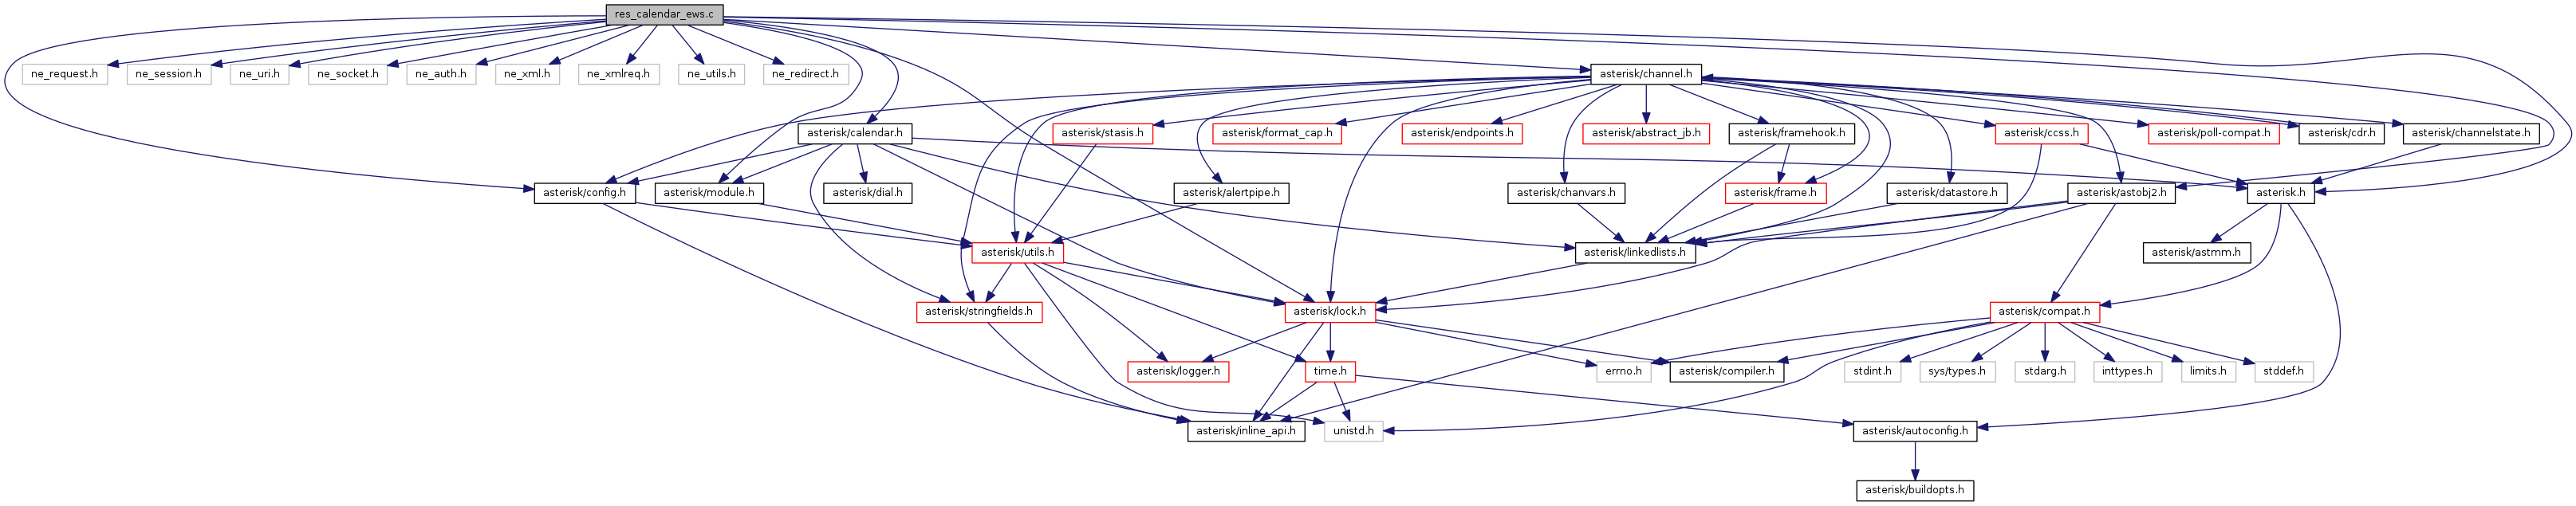 res_calendar_ews.c
ne_request.h
ne_session.h
ne_uri.h
ne_socket.h
ne_auth.h
ne_xml.h
ne_xmlreq.h
ne_utils.h
ne_redirect.h
asterisk/channel.h
asterisk/calendar.h
asterisk/stasis.h
asterisk/format_cap.h
asterisk/endpoints.h
asterisk/abstract_jb.h
asterisk/framehook.h
asterisk/ccss.h
asterisk/poll-compat.h
asterisk/cdr.h
asterisk/channelstate.h
asterisk/config.h
asterisk/module.h
asterisk/dial.h
asterisk/alertpipe.h
asterisk/chanvars.h
asterisk/frame.h
asterisk/datastore.h
asterisk/astobj2.h
asterisk.h
asterisk/utils.h
asterisk/linkedlists.h
asterisk/astmm.h
asterisk/stringfields.h
asterisk/lock.h
asterisk/compat.h
asterisk/logger.h
time.h
errno.h
asterisk/compiler.h
stdint.h
sys/types.h
stdarg.h
inttypes.h
limits.h
stddef.h
asterisk/inline_api.h
unistd.h
asterisk/autoconfig.h
asterisk/buildopts.h